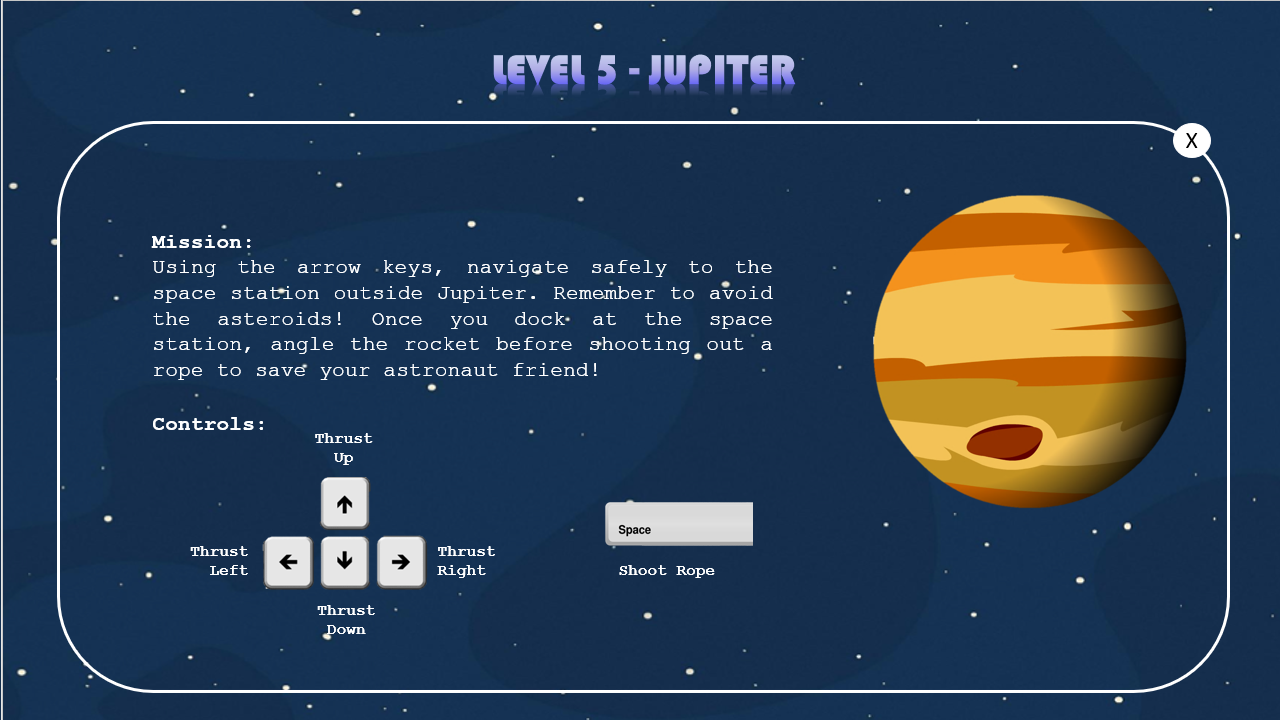 LEVEL 5 - JUPITER
X
Mission:
Using the arrow keys, navigate safely to the
space station outside Jupiter. Remember to avoid
the asteroids! Once you dock at the space
station, angle the rocket before shooting out a
rope to save your astronaut friend!
Controls:
Thrust
Up
Thrust
Left
Thrust
Right
Thrust
Down
Space
Shoot Rope